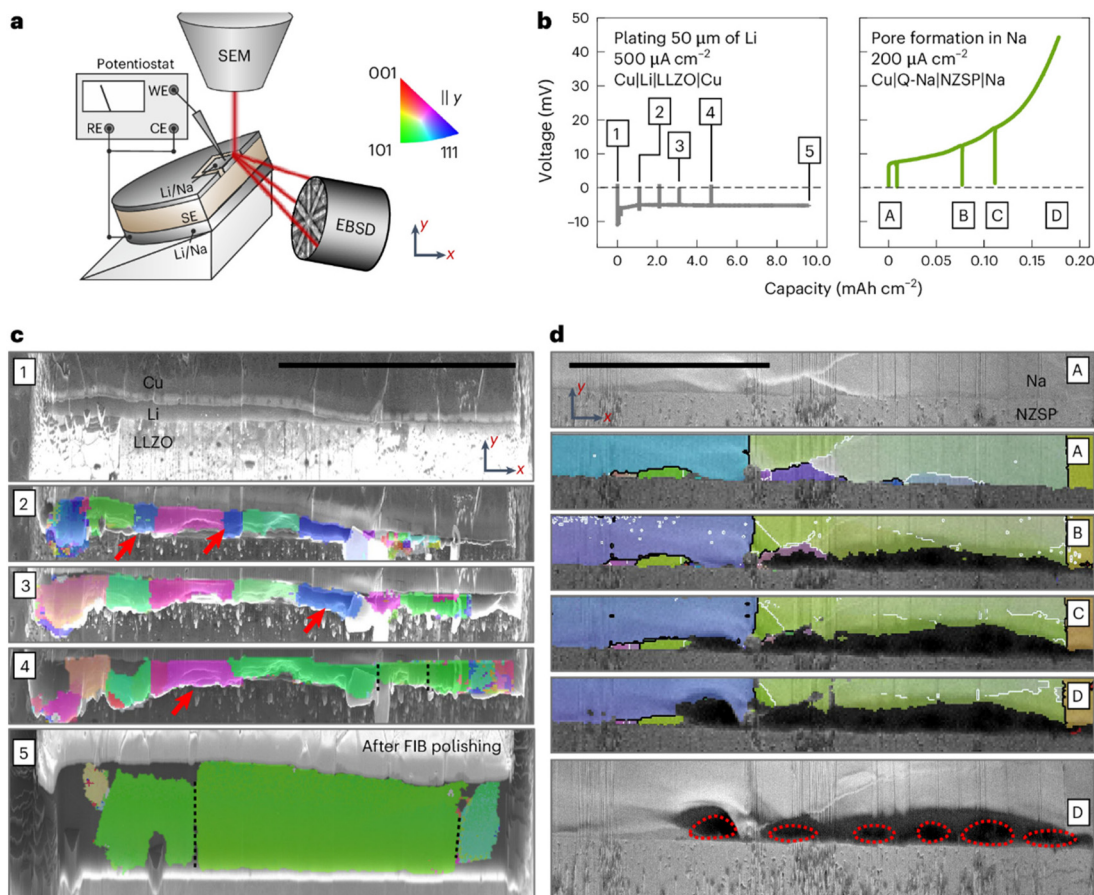 a
SEM
Potentiostat
WE
RE
CE
Li/Na
SE
Li/Na
EBSD
001
101
111
|| y
y
x
b
Plating 50 μm of Li
500 μA cm−2
Cu|Li|LLZO|Cu
Pore formation in Na
200 μA cm−2
Cu|Q-Na|NZSP|Na
Voltage (mV)
50
40
30
20
10
0
−10
1
2
3
4
5
A
B
C
D
0
2.0
4.0
6.0
8.0
10.0
0
0.05
0.10
0.15
0.20
Capacity (mAh cm−2)
c
1
Cu
Li
LLZO
y
x
2
3
4
5
After FIB polishing
d
A
Na
NZSP
y
x
A
B
C
D
D